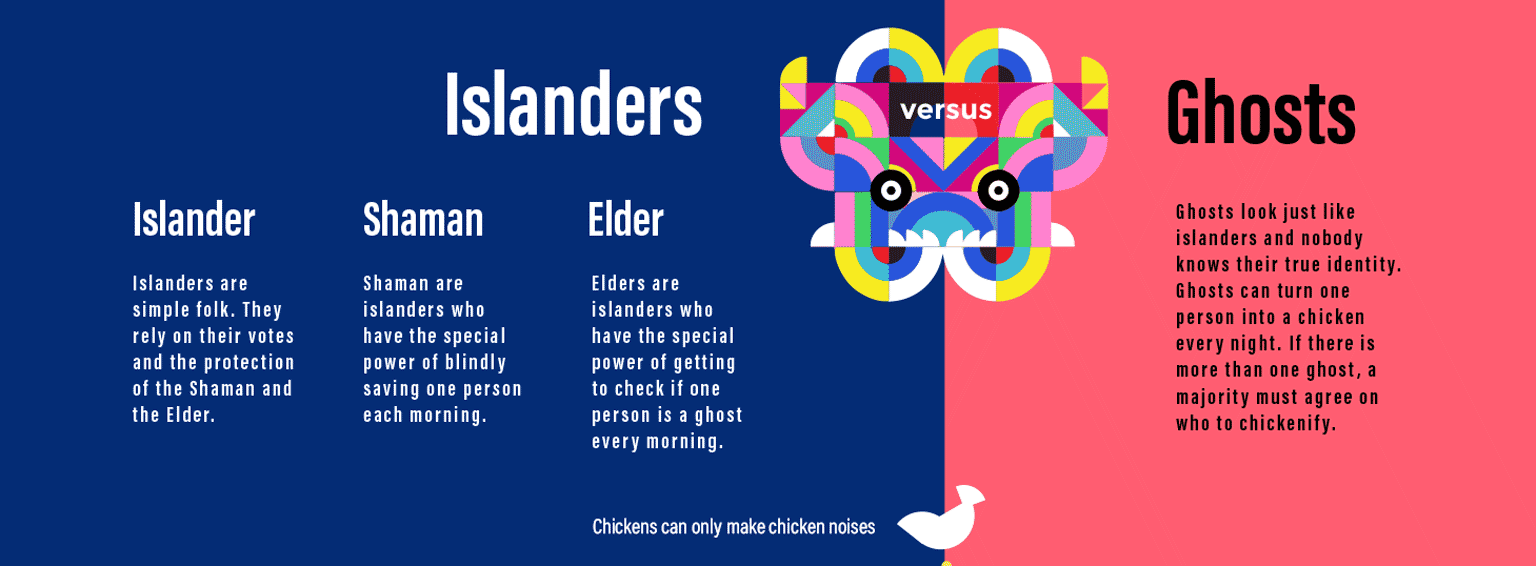 Islanders
versus
Ghosts
Islander
Islanders are
simple folk. They
rely on their votes
and the protection
of the Shaman and
the Elder.
Shaman
Shaman are
islanders who
have the special
power of blindly
saving one person
each morning.
Elder
Elders are
islanders who
have the special
power of getting
to check if one
person is a ghost
every morning.
Ghosts look just like
islanders and nobody
knows their true identity.
Ghosts can turn one
person into a chicken
every night. If there is
more than one ghost, a
majority must agree on
who to chickenify.
Chickens can only make chicken noises